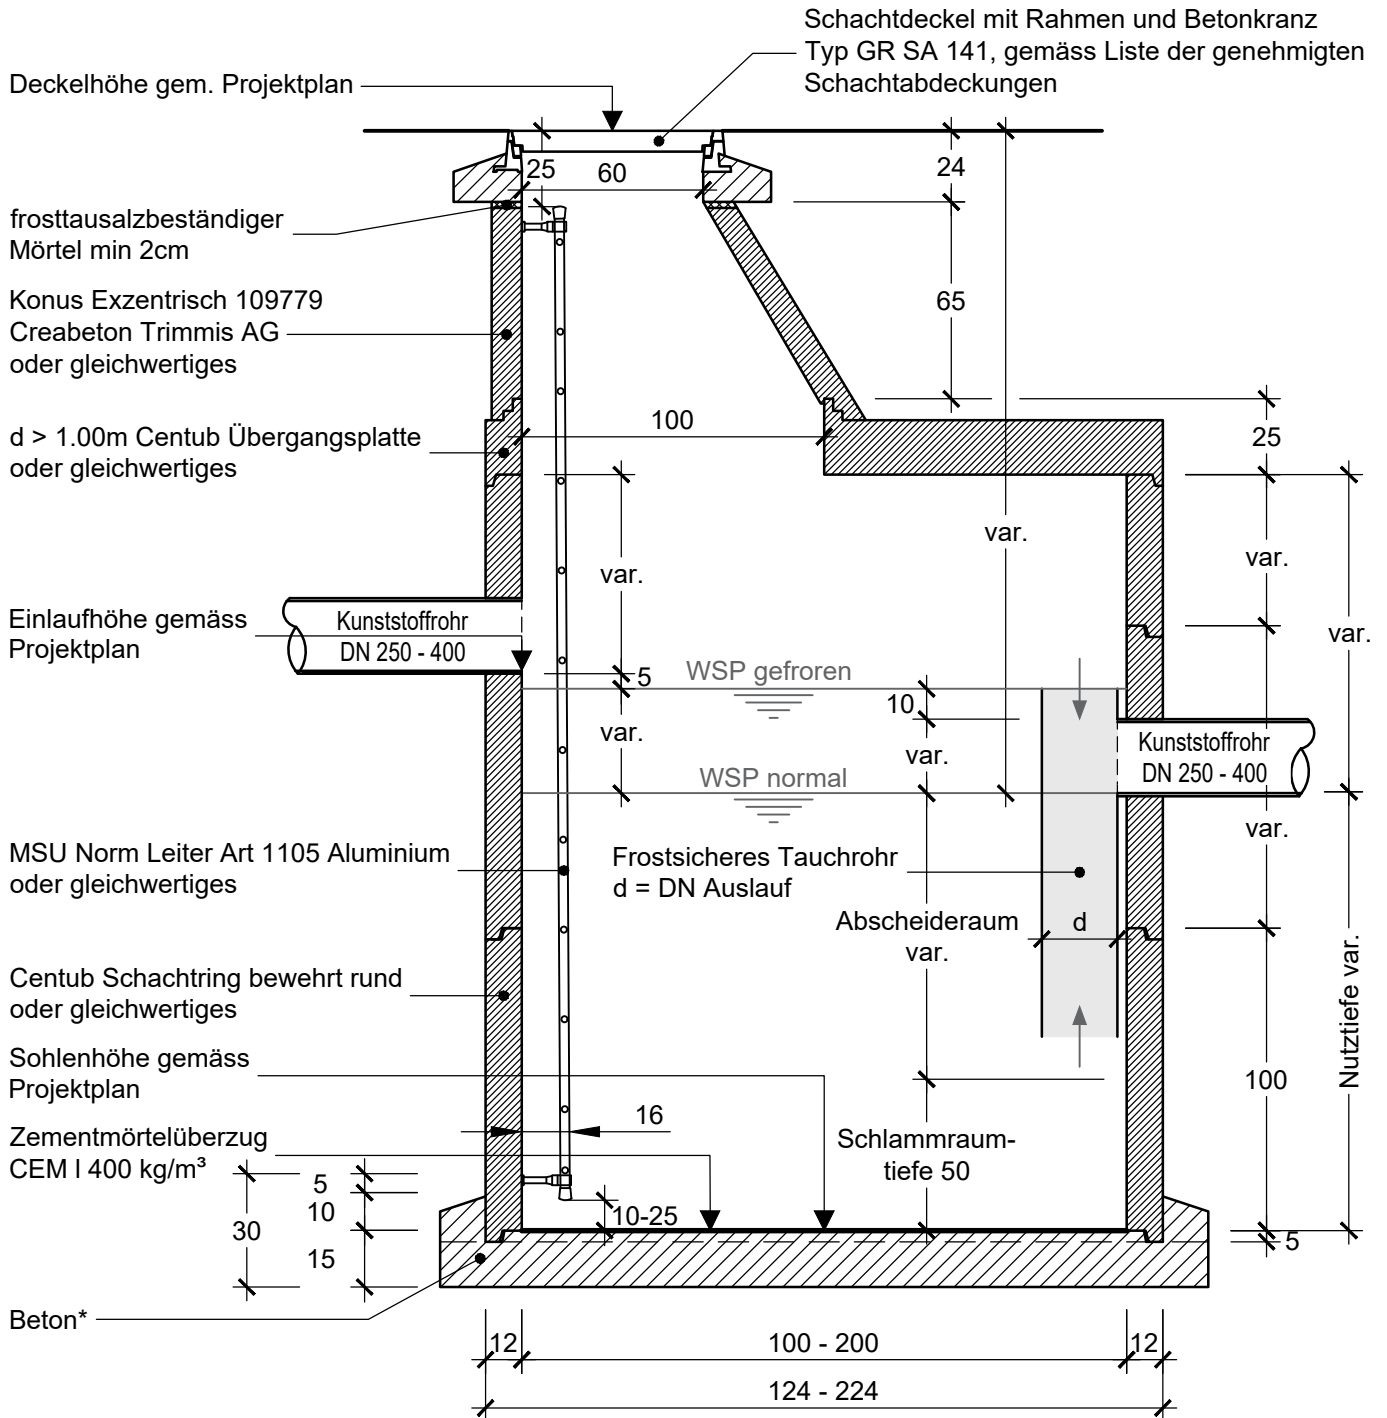 Schachtdeckel mit Rahmen und Betonkranz
Typ GR SA 141, gemäss Liste der genehmigten
Schachtabdeckungen
Deckelhöhe gem. Projektplan
25
60
24
frosttausalzbeständiger
Mörtel min 2cm
Konus Exzentrisch 109779
Creabeton Trimmis AG
oder gleichwertiges
65
d > 1.00m Centub Übergangsplatte
oder gleichwertiges
100
25
var.
var.
var.
var.
Einlaufhöhe gemäss
Projektplan
Kunststoffrohr
DN 250 - 400
5
WSP gefroren
10
var.
var.
Kunststoffrohr
DN 250 - 400
WSP normal
var.
MSU Norm Leiter Art 1105 Aluminium
oder gleichwertiges
Frostsicheres Tauchrohr
d = DN Auslauf
Abscheideraum
var.
d
Centub Schachtring bewehrt rund
oder gleichwertiges
Nutztiefe var.
Sohlenhöhe gemäss
Projektplan
100
16
Zementmörtelüberzug
CEM I 400 kg/m³
Schlammraum-
tiefe 50
5
10
30
15
10-25
5
Beton*
12
100 - 200
12
124 - 224